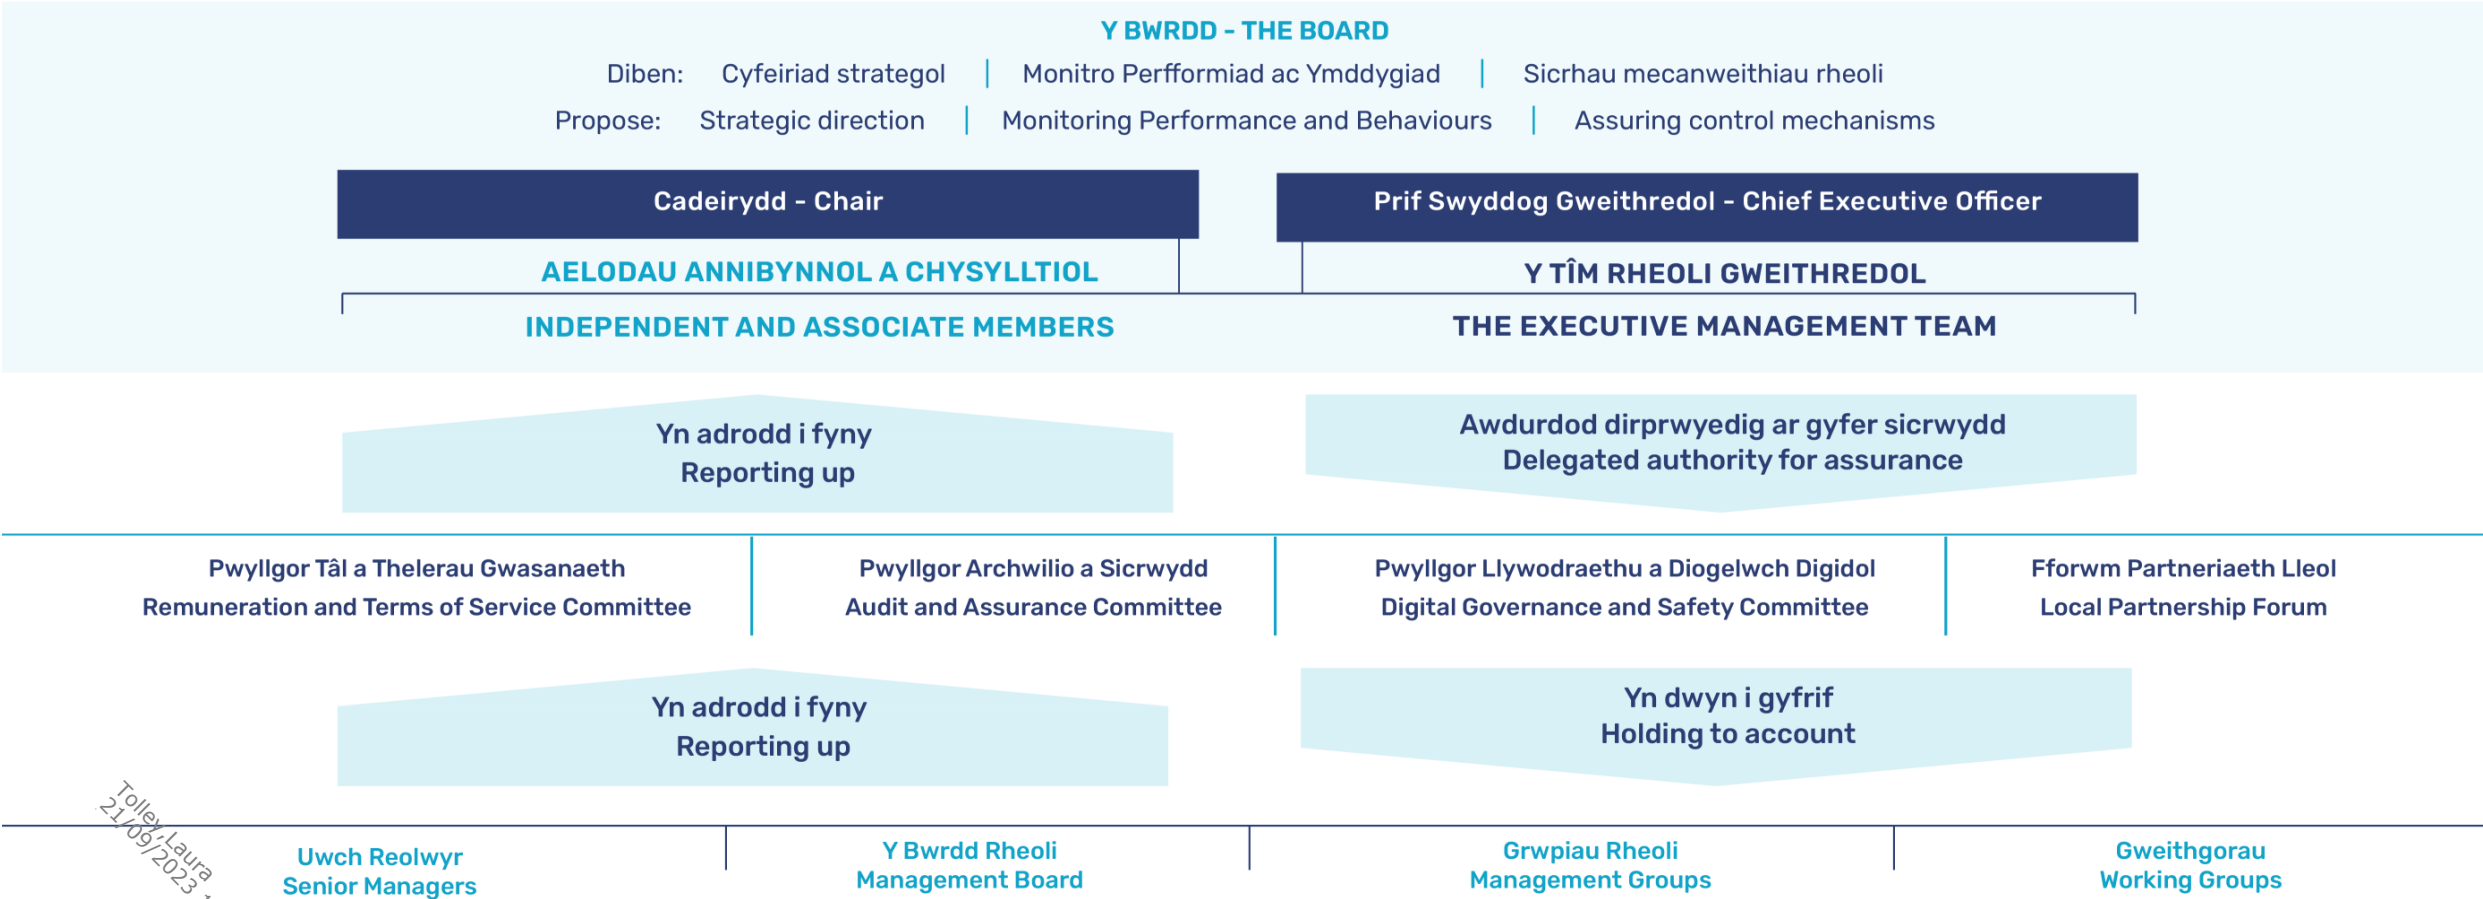 Y BWRDD - THE BOARD
Diben: Cyfeiriad strategol | Monitro Perfformiad ac Ymddygiad | Sicrhau mecanweithiau rheoli
Propose: Strategic direction | Monitoring Performance and Behaviours | Assuring control mechanisms
Cadeirydd - Chair
Prif Swyddog Gweithredol - Chief Executive Officer
AELODAU ANNIBYNNOL A CHYSYLLTIOL
INDEPENDENT AND ASSOCIATE MEMBERS
Y TÎM RHEOLI GWEITHREDOL
THE EXECUTIVE MANAGEMENT TEAM
Yn adrodd i fyny
Reporting up
Awdurdod dirprwyedig ar gyfer sicrwydd
Delegated authority for assurance
Pwyllgor Tâl a Thelerau Gwasanaeth
Remuneration and Terms of Service Committee
Pwyllgor Archwilio a Sicrwydd
Audit and Assurance Committee
Pwyllgor Llywodraethu a Diogelwch Digidol
Digital Governance and Safety Committee
Fforwm Partneriaeth Lleol
Local Partnership Forum
Yn adrodd i fyny
Reporting up
Yn dwyn i gyfrif
Holding to account
Uwch Reolwyr
Senior Managers
Y Bwrdd Rheoli
Management Board
Grwpiau Rheoli
Management Groups
Gweithgorau
Working Groups
Tolley,Laura
21/09/2023